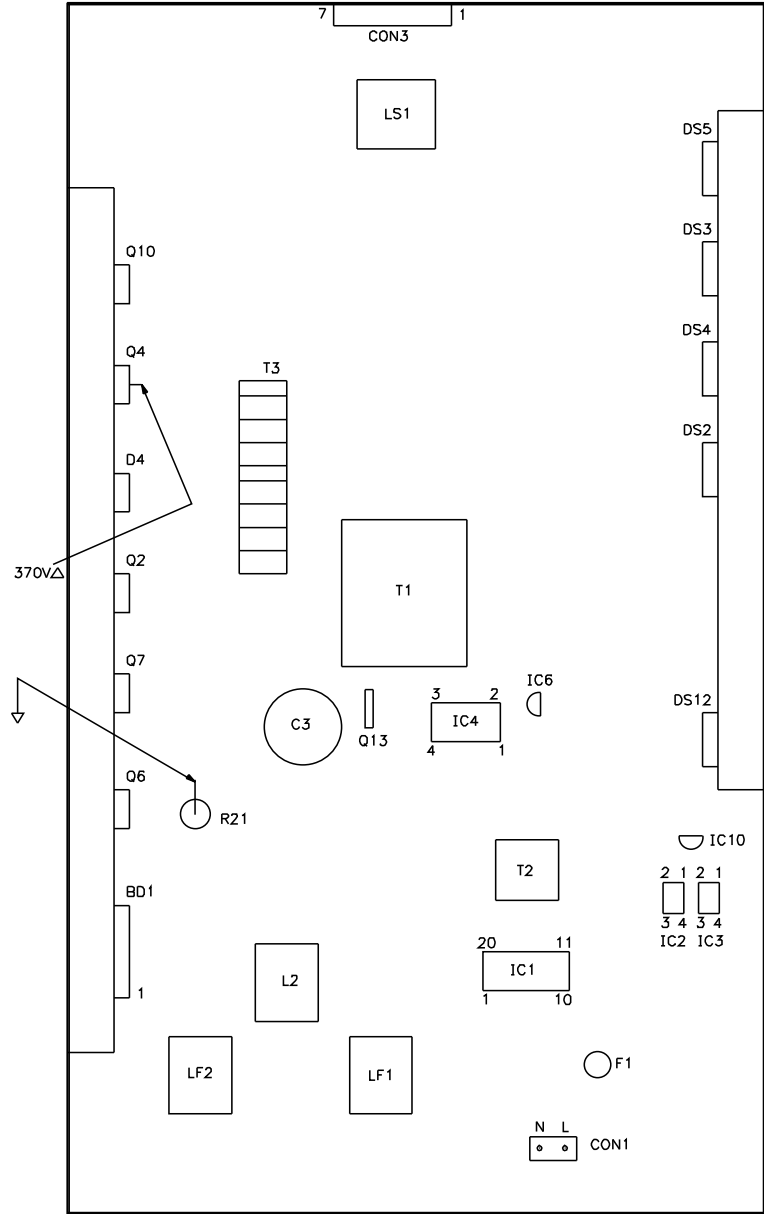 7 1
CON3
LS1
DS5
DS3
Q10
DS4
Q4
T3
DS2
D4
370V△
Q2
T1
Q7
IC6
3 2
DS12
C3
IC4
Q13
4 1
Q6
R21
IC10
T2
2 1 2 1
BD1
3 4 3 4
IC2 IC3
20 11
IC1
L2
1
1 10
F1
LF2
LF1
N L
CON1